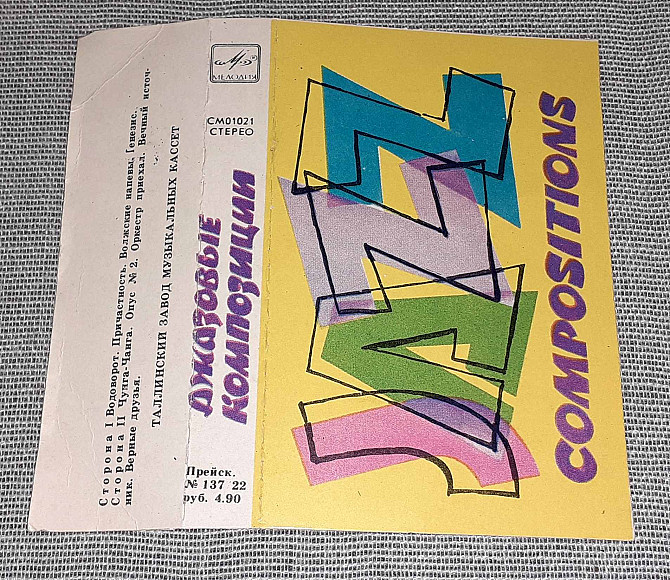 Сторона I Водоворот. Причастность. Волжские напевы. Генезис.
Сторона II Чунга-Чанга. Опус № 2. Оркестр приехал. Вечный источ-
ник. Верные друзья.
ТАЛЛИНСКИЙ ЗАВОД МУЗЫКАЛЬНЫХ КАССЕТ
МЕЛОДИЯ
СМ01021
СТЕРЕО
ДЖАЗОВЫЕ
КОМПОЗИЦИИ
Прейск.
№ 137 22
руб. 4.90
JAZZ
COMPOSITIONS